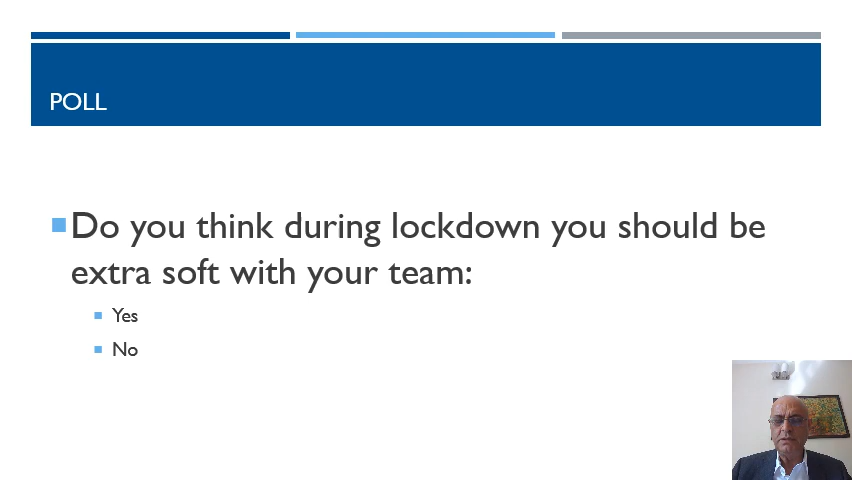 POLL
Do you think during lockdown you should be
extra soft with your team:
Yes
No